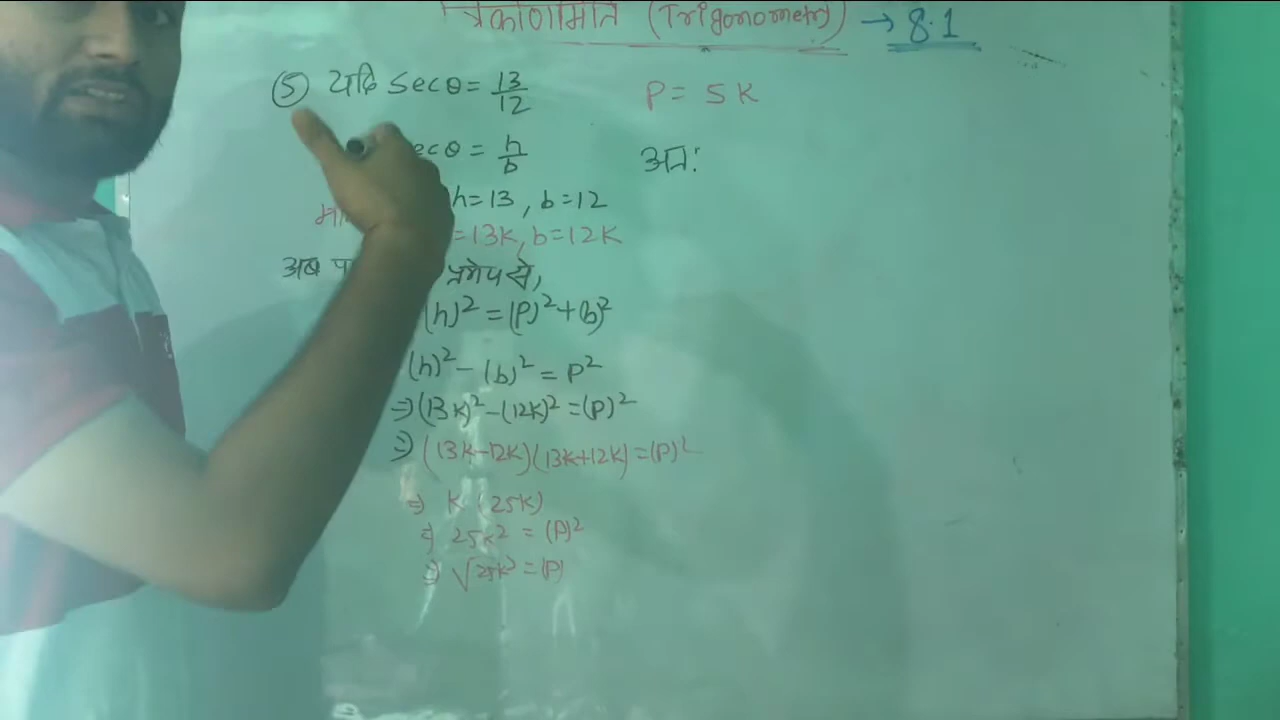 त्रिकोणमिति (Trigonometry) → 8.1
⑤ यदि secθ = 13/12
ecθ = h/b
h=13, b=12
=13K, b=12K
अब
प्रमेय से,
(h)² = (P)² + (b)²
(h)² - (b)² = P²
⇒ (13K)² - (12K)² = (P)²
⇒ (13K-12K)(13K+12K) = (P)²
⇒ K (25K)
⇒ 25K² = (P)²
⇒ √25K² = (P)
P = 5K
अतः